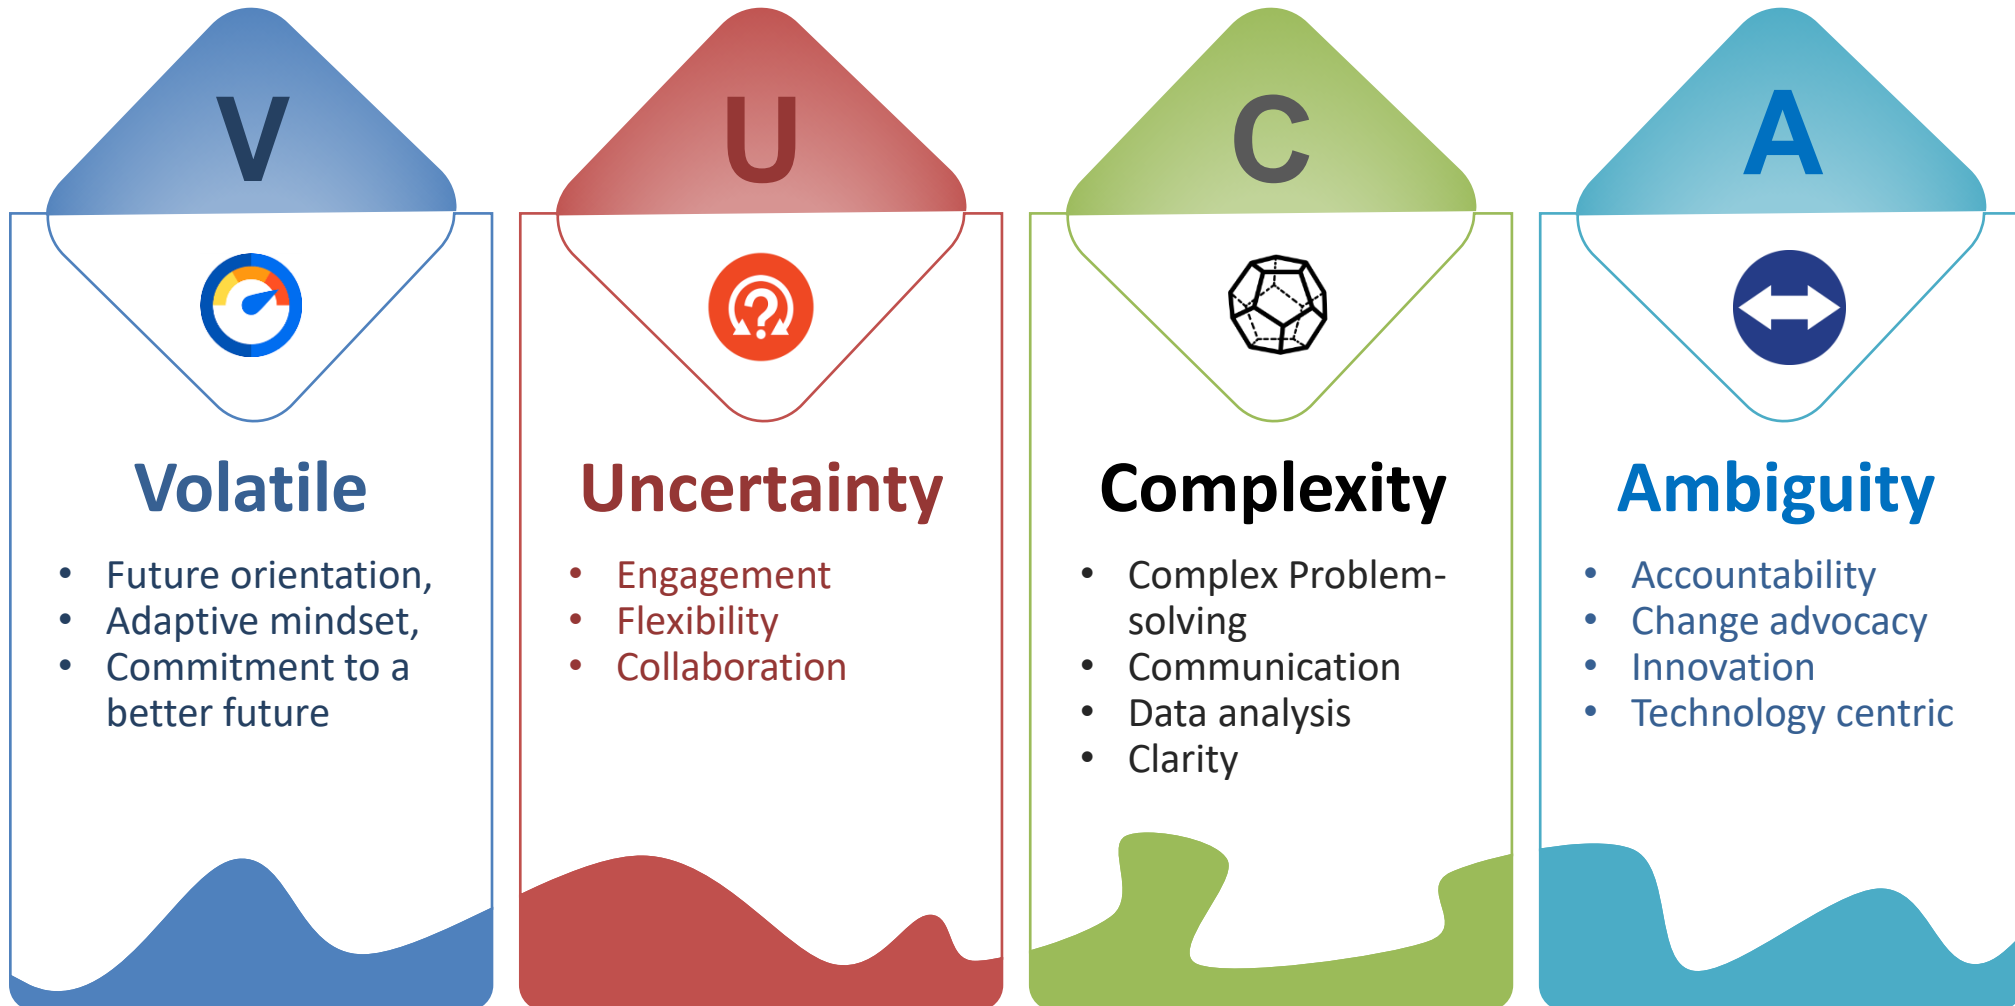 V
Volatile
• Future orientation,
• Adaptive mindset,
• Commitment to a
better future
U
?
Uncertainty
• Engagement
• Flexibility
• Collaboration
C
Complexity
• Complex Problem-
solving
• Communication
• Data analysis
• Clarity
A
Ambiguity
• Accountability
• Change advocacy
• Innovation
• Technology centric